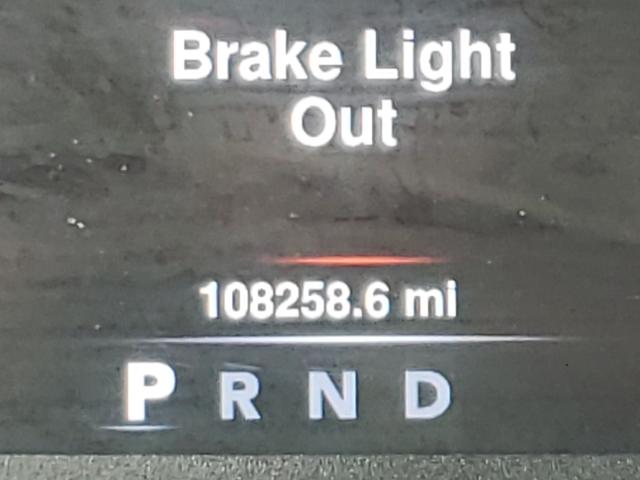 Brake Light
Out
108258.6 mi
P R N D